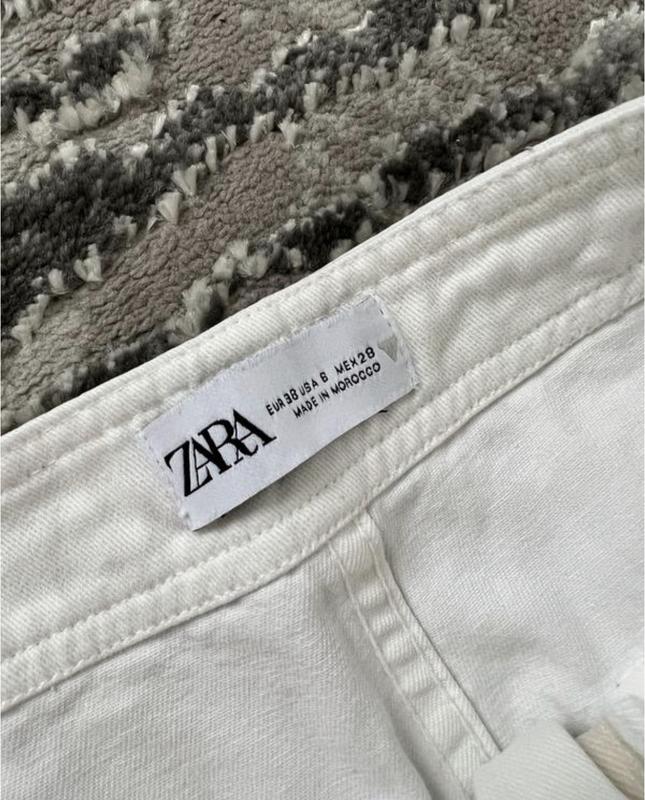 ZARA
EUR 38 USA 6 MEX 28
MADE IN MOROCCO